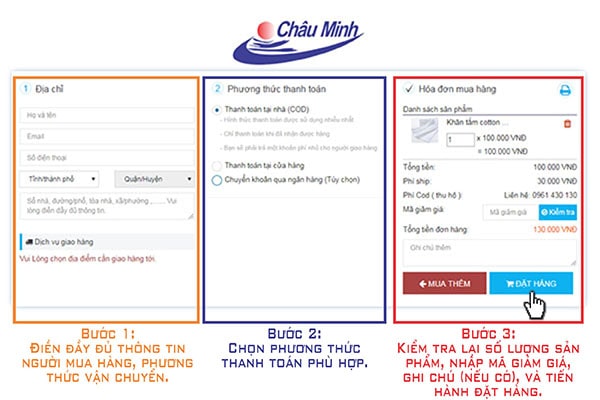 Châu Minh
1 Địa chỉ
Họ và tên
Email
Số điện thoại
Tỉnh/thành phố
Quận/Huyện
Số nhà, đường/phố, tòa nhà, xã/phường ,....... Vui lòng điền đầy đủ thông tin.
Dịch vụ giao hàng
Vui Lòng chọn địa điểm cần giao hàng tới.
2 Phương thức thanh toán
Thanh toán tại nhà (COD)
- Hình thức thanh toán được sử dụng nhiều nhất
- Chỉ thanh toán khi đã nhận được hàng
- Bạn sẽ phải trả một khoản phí nhỏ cho người giao hàng
Thanh toán tại cửa hàng
Chuyển khoản qua ngân hàng (Tùy chọn)
Hóa đơn mua hàng
Danh sách sản phẩm
Khăn tắm cotton ...
1 x 100.000 VNĐ
= 100.000 VNĐ
Tổng tiền: 100.000 VNĐ
Phí ship: 30.000 VNĐ
Phí Cod ( thu hộ ): Liên hệ: 0961 430 130
Mã giảm giá: Mã giảm giá Kiểm tra
Tổng tiền đơn hàng: 130.000 VNĐ
Ghi chú thêm
MUA THÊM
ĐẶT HÀNG
Bước 1:
Điền đầy đủ thông tin
người mua hàng, phương
thức vận chuyển.
Bước 2:
Chọn phương thức
thanh toán phù hợp.
Bước 3:
Kiểm tra lại số lượng sản
phẩm, nhập mã giảm giá,
ghi chú (nếu có), và tiến
hành đặt hàng.